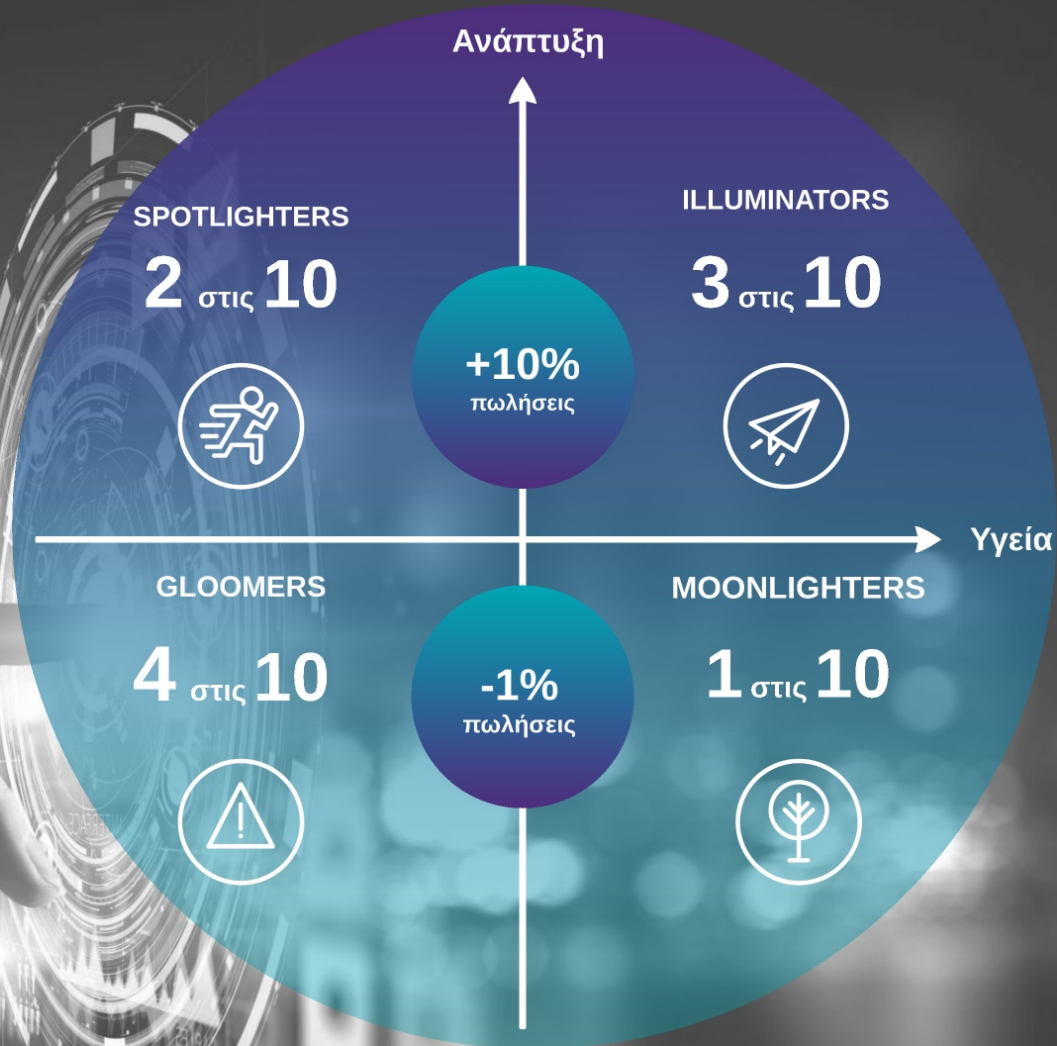 Ανάπτυξη
SPOTLIGHTERS
2 στις 10
ILLUMINATORS
3 στις 10
+10%
πωλήσεις
Υγεία
GLOOMERS
4 στις 10
MOONLIGHTERS
1 στις 10
-1%
πωλήσεις